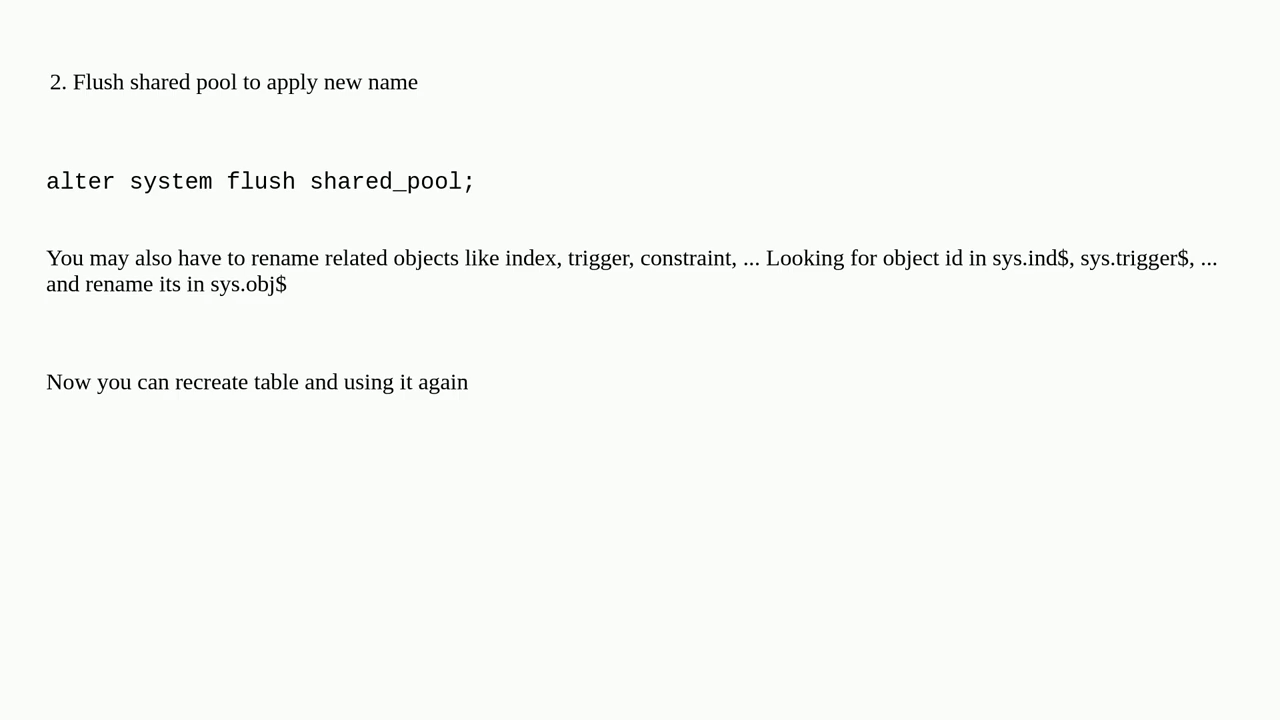 2. Flush shared pool to apply new name
alter system flush shared_pool;
You may also have to rename related objects like index, trigger, constraint, ... Looking for object id in sys.ind$, sys.trigger$, ...
and rename its in sys.obj$
Now you can recreate table and using it again